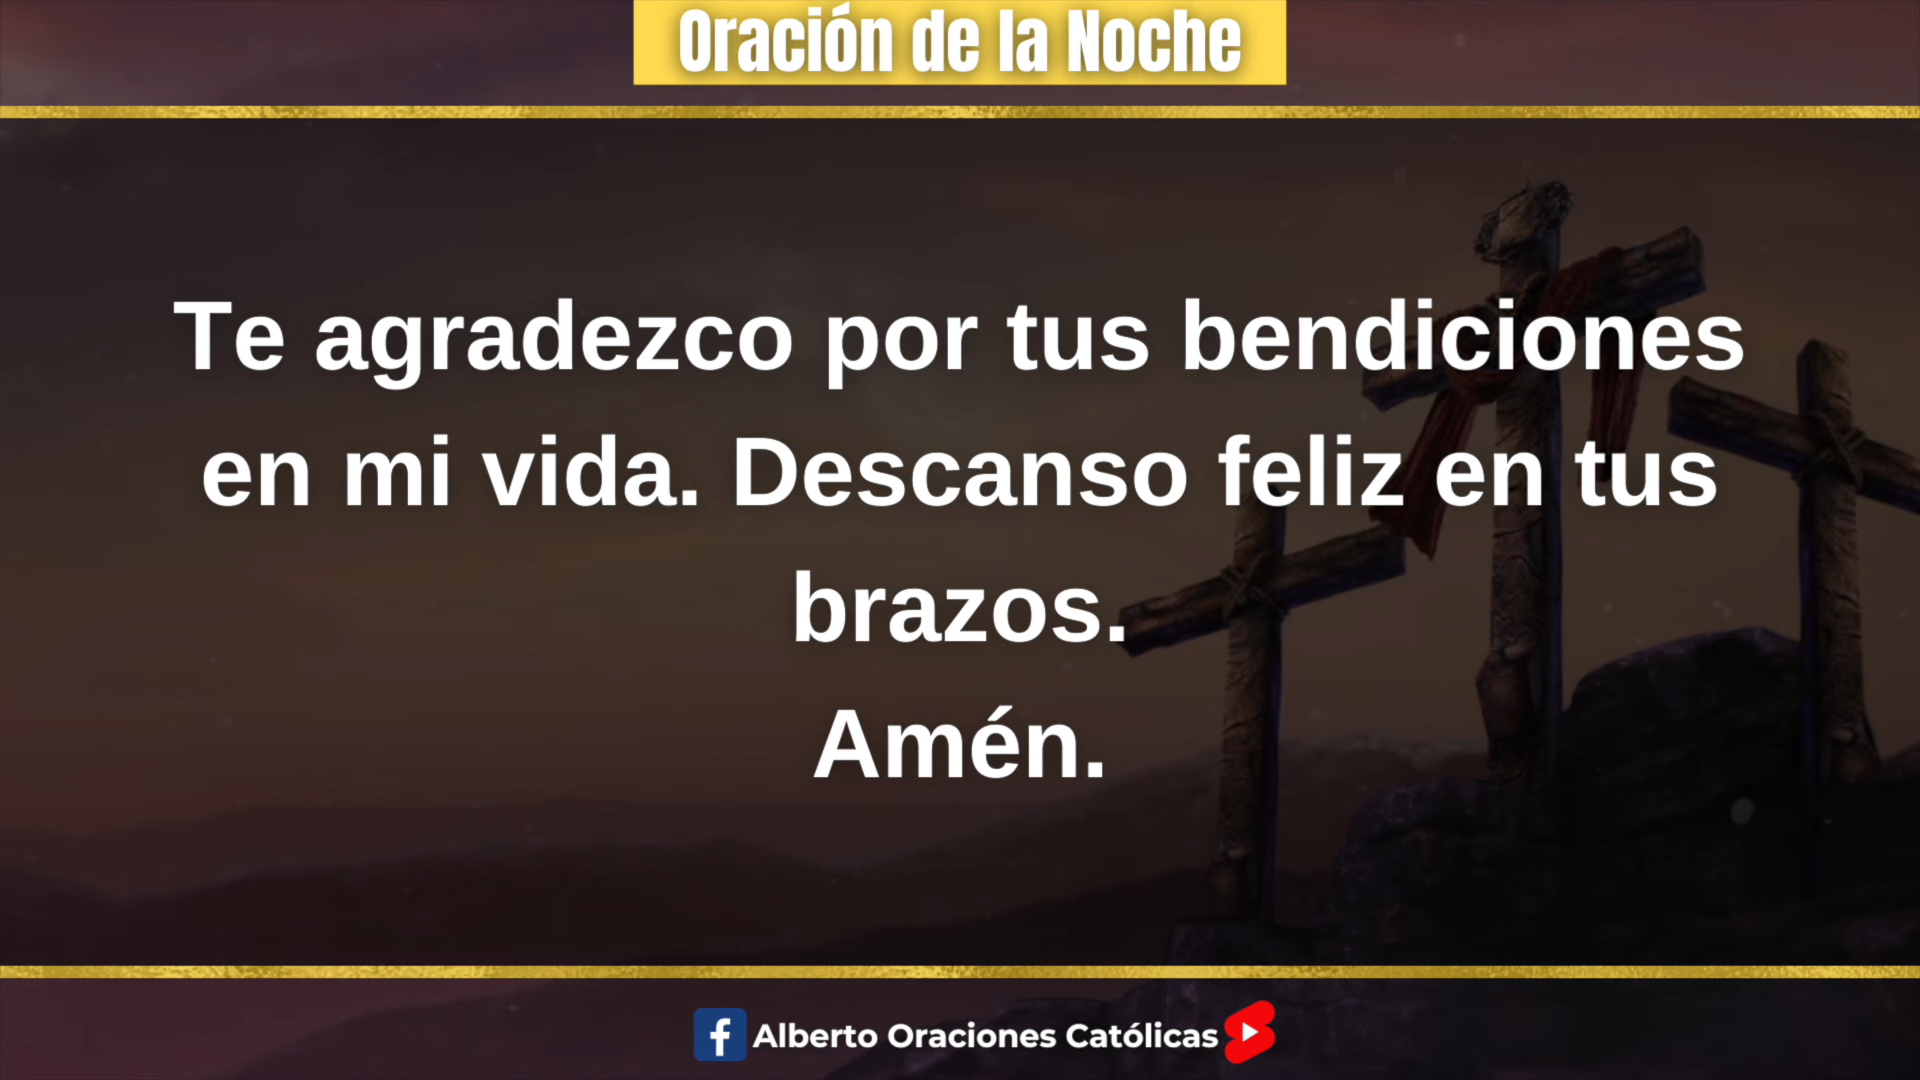 Oración de la Noche
Te agradezco por tus bendiciones
en mi vida. Descanso feliz en tus
brazos.
Amén.
Alberto Oraciones Católicas